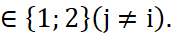 ∈ {1; 2}(j ≠ i).